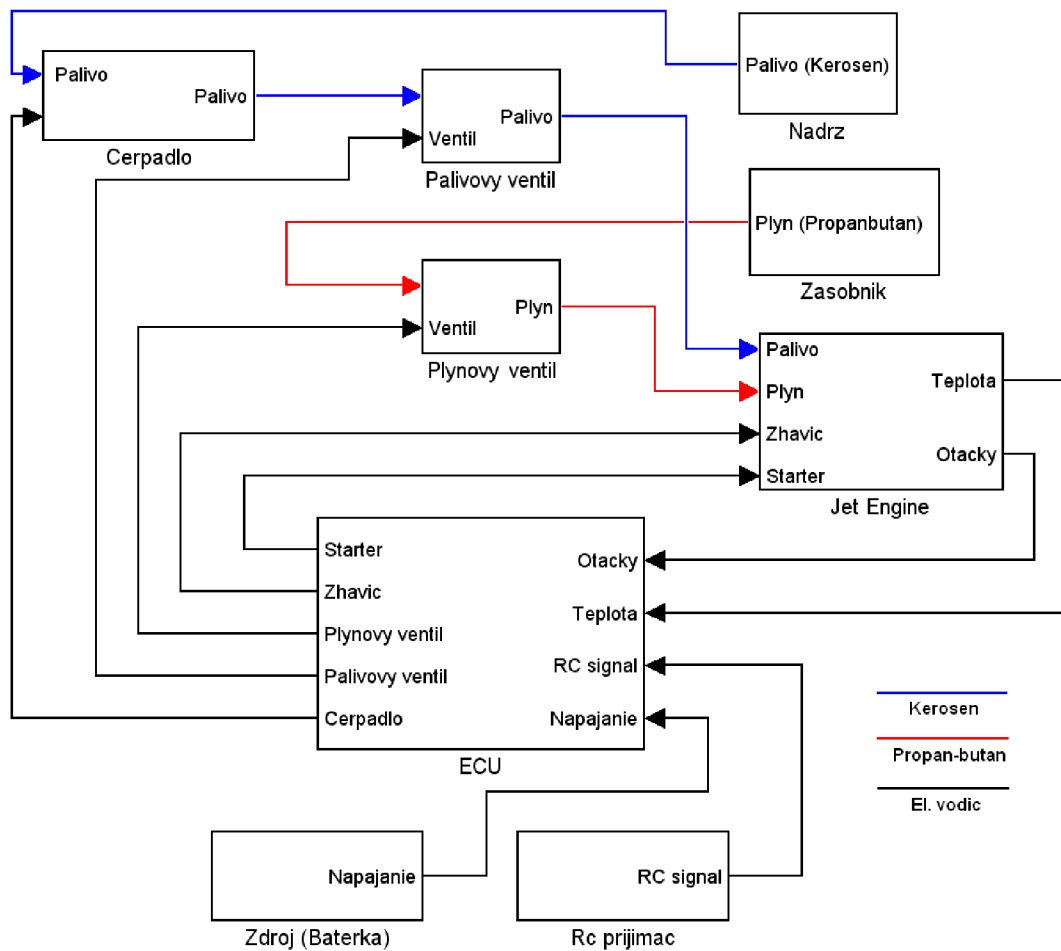 Palivo
Palivo
Cerpadlo
Palivo
Ventil
Palivovy ventil
Palivo (Kerosen)
Nadrz
Plyn (Propanbutan)
Zasobnik
Plyn
Ventil
Plynovy ventil
Palivo
Plyn
Zhavic
Starter
Teplota
Otacky
Jet Engine
Starter
Zhavic
Plynovy ventil
Palivovy ventil
Cerpadlo
Otacky
Teplota
RC signal
Napajanie
ECU
Kerosen
Propan-butan
El. vodic
Napajanie
Zdroj (Baterka)
RC signal
Rc prijimac